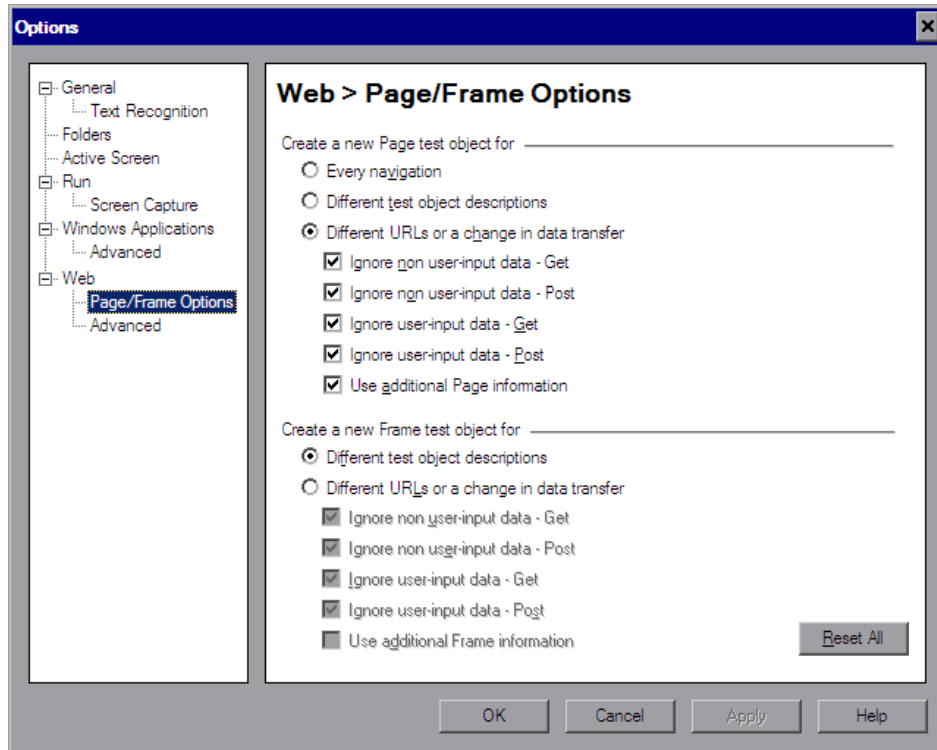 Options
General
Text Recognition
Folders
Active Screen
Run
Screen Capture
Windows Applications
Advanced
Web
Page/Frame Options
Advanced
Web > Page/Frame Options
Create a new Page test object for
Every navigation
Different test object descriptions
Different URLs or a change in data transfer
Ignore non user-input data - Get
Ignore non user-input data - Post
Ignore user-input data - Get
Ignore user-input data - Post
Use additional Page information
Create a new Frame test object for
Different test object descriptions
Different URLs or a change in data transfer
Ignore non user-input data - Get
Ignore non user-input data - Post
Ignore user-input data - Get
Ignore user-input data - Post
Use additional Frame information
Reset All
OK Cancel Apply Help